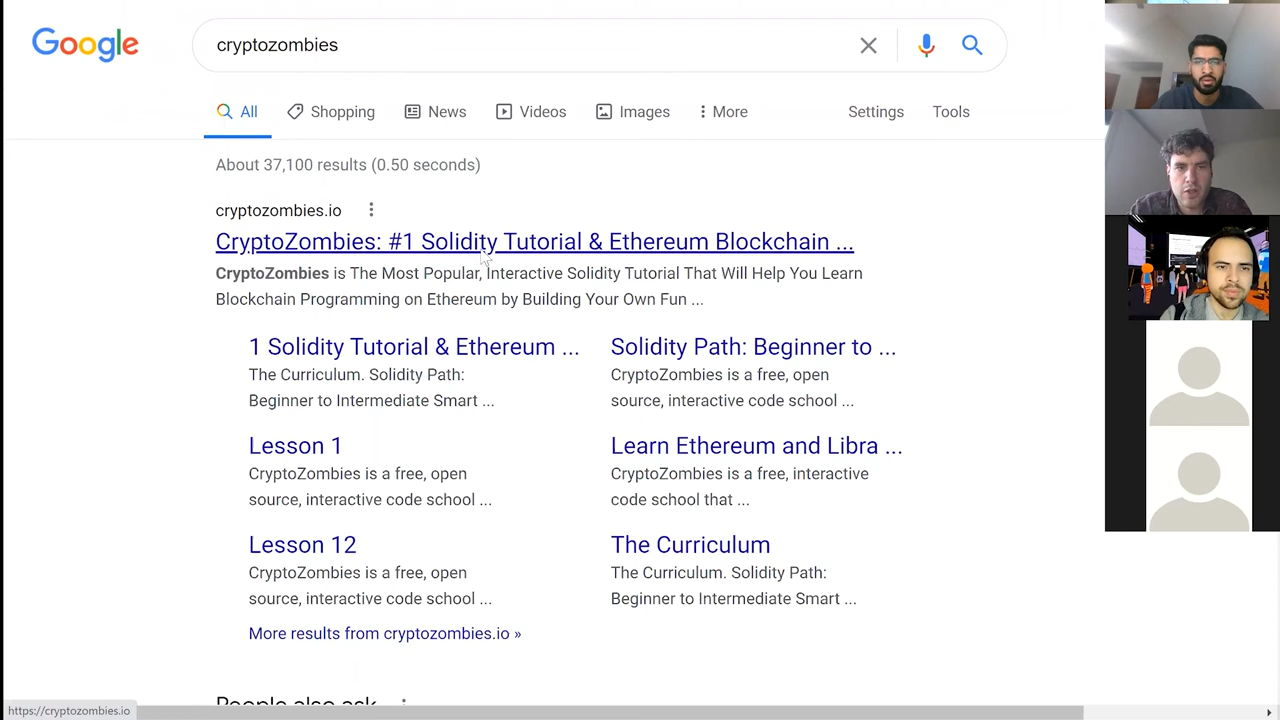 Google
cryptozombies
All
Shopping
News
Videos
Images
More
Settings
Tools
About 37,100 results (0.50 seconds)
cryptozombies.io
CryptoZombies: #1 Solidity Tutorial & Ethereum Blockchain ...
CryptoZombies is The Most Popular, Interactive Solidity Tutorial That Will Help You Learn
Blockchain Programming on Ethereum by Building Your Own Fun ...
1 Solidity Tutorial & Ethereum ...
The Curriculum. Solidity Path:
Beginner to Intermediate Smart ...
Solidity Path: Beginner to ...
CryptoZombies is a free, open
source, interactive code school ...
Lesson 1
CryptoZombies is a free, open
source, interactive code school ...
Learn Ethereum and Libra ...
CryptoZombies is a free, interactive
code school that ...
Lesson 12
CryptoZombies is a free, open
source, interactive code school ...
The Curriculum
The Curriculum. Solidity Path:
Beginner to Intermediate Smart ...
More results from cryptozombies.io »
People also ask
https://cryptozombies.io